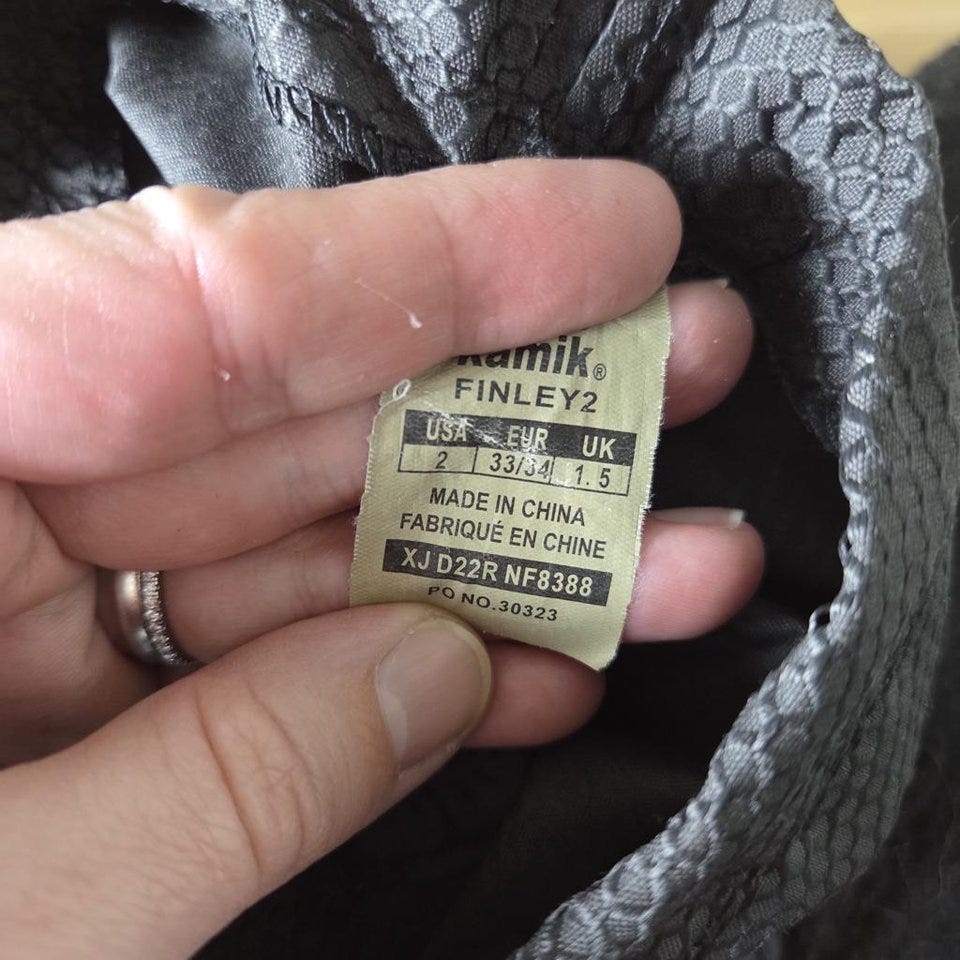 kamik®
FINLEY2
USA EUR UK
2 33/34 1.5
MADE IN CHINA
FABRIQUÉ EN CHINE
XJ D22R NF8388
PO NO.30323